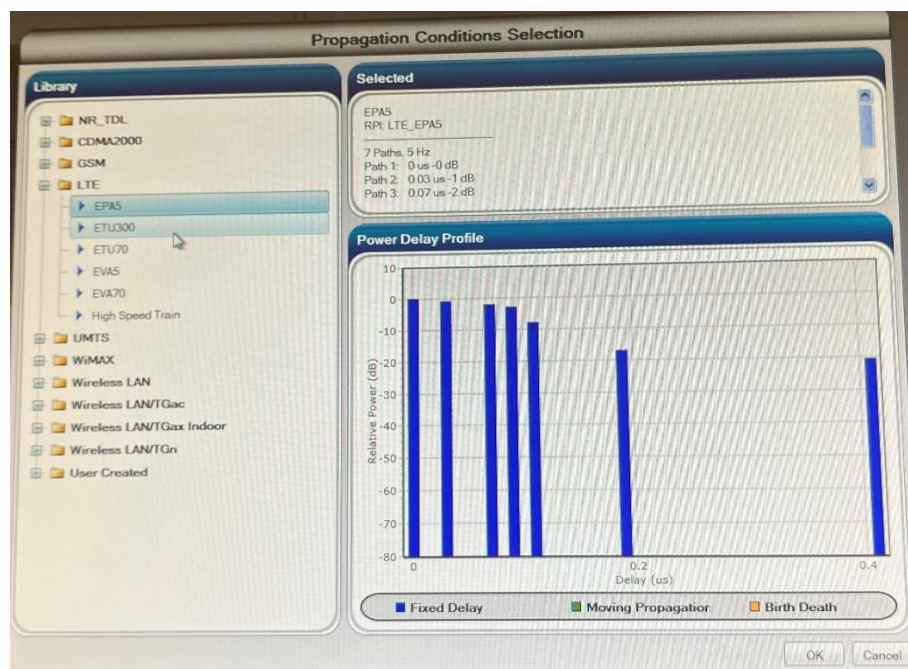 Propagation Conditions Selection
Library
NR_TDL
CDMA2000
GSM
LTE
EPA5
ETU300
ETU70
EVA5
EVA70
High Speed Train
UMTS
WiMAX
Wireless LAN
Wireless LAN/TGac
Wireless LAN/TGax Indoor
Wireless LAN/TGn
User Created
Selected
EPA5
RPI: LTE_EPA5
7 Paths, 5 Hz
Path 1: 0 us -0 dB
Path 2: 0.03 us -1 dB
Path 3: 0.07 us -2 dB
Power Delay Profile
Relative Power (dB)
10
0
-10
-20
-30
-40
-50
-60
-70
-80
0 0.2 0.4
Delay (us)
Fixed Delay Moving Propagation Birth Death
OK Cancel